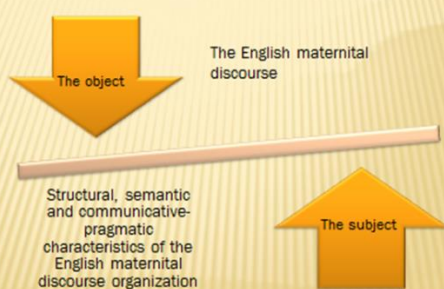 The object
The English maternital
discourse
Structural, semantic
and communicative-
pragmatic
characteristics of the
English maternital
discourse organization
The subject